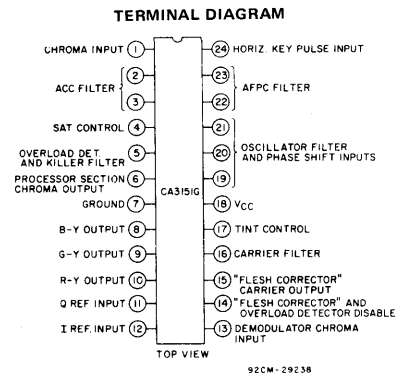 TERMINAL DIAGRAM
CHROMA INPUT 1
24 HORIZ. KEY PULSE INPUT
2
ACC FILTER
3
23
AFPC FILTER
22
SAT CONTROL 4
21
OVERLOAD DET.
AND KILLER FILTER 5
20 OSCILLATOR FILTER
AND PHASE SHIFT INPUTS
PROCESSOR SECTION
CHROMA OUTPUT 6
19
CA3151G
GROUND 7
18 VCC
B-Y OUTPUT 8
17 TINT CONTROL
G-Y OUTPUT 9
16 CARRIER FILTER
R-Y OUTPUT 10
15 "FLESH CORRECTOR"
CARRIER OUTPUT
Q REF INPUT 11
14 "FLESH CORRECTOR" AND
OVERLOAD DETECTOR DISABLE
I REF. INPUT 12
13 DEMODULATOR CHROMA
INPUT
TOP VIEW
92CM-29238